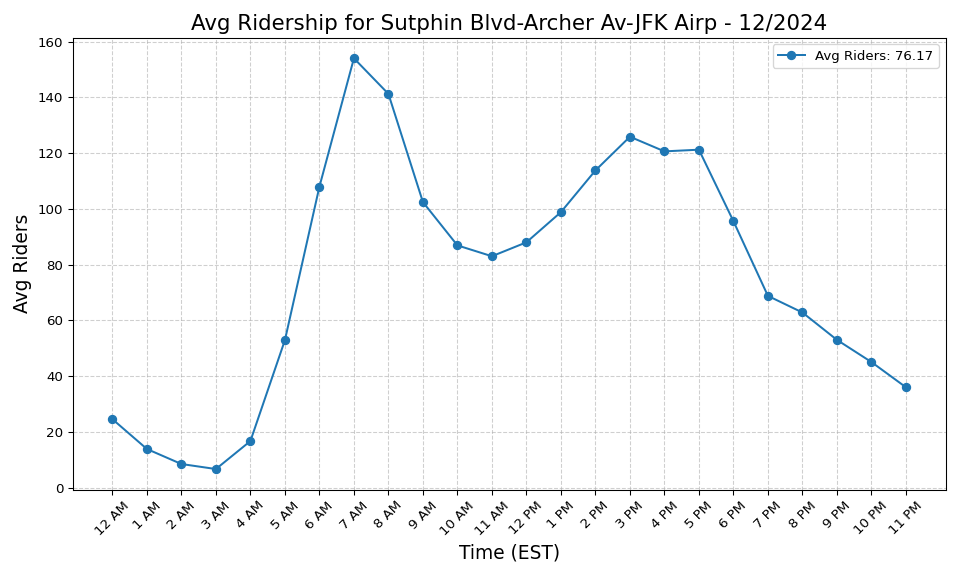 Avg Ridership for Sutphin Blvd-Archer Av-JFK Airp - 12/2024
Avg Riders: 76.17
Avg Riders
160
140
120
100
80
60
40
20
0
12 AM
1 AM
2 AM
3 AM
4 AM
5 AM
6 AM
7 AM
8 AM
9 AM
10 AM
11 AM
12 PM
1 PM
2 PM
3 PM
4 PM
5 PM
6 PM
7 PM
8 PM
9 PM
10 PM
11 PM
Time (EST)